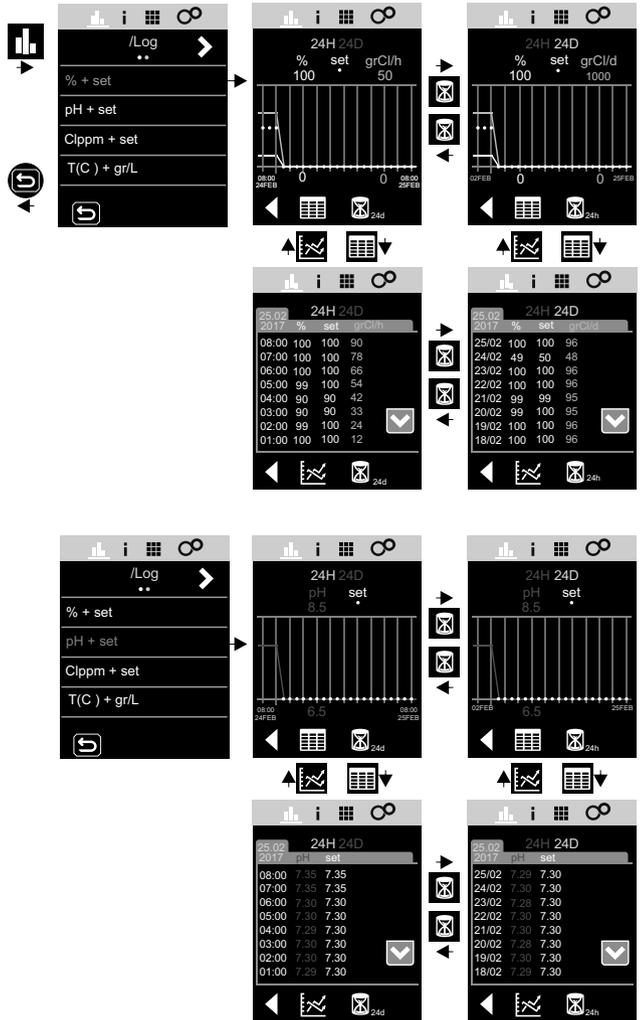 /Log
% + set
pH + set
Clppm + set
T(C ) + gr/L
24H 24D
% set grCl/h
100 50
0 0
08:00 08:00
24FEB 25FEB
24d
24H 24D
% set grCl/d
100 1000
0 0
02FEB 25FEB
24h
24H 24D
25.02
2017 % set grCl/h
08:00 100 100 90
07:00 100 100 78
06:00 100 100 66
05:00 99 100 54
04:00 90 90 42
03:00 90 90 33
02:00 99 100 24
01:00 100 100 12
24d
24H 24D
25.02
2017 % set grCl/d
25/02 100 100 96
24/02 49 50 48
23/02 100 100 96
22/02 100 100 96
21/02 99 99 95
20/02 99 100 95
19/02 100 100 96
18/02 100 100 96
24h
/Log
% + set
pH + set
Clppm + set
T(C ) + gr/L
24H 24D
pH set
8.5
6.5
08:00 08:00
24FEB 25FEB
24d
24H 24D
pH set
8.5
6.5
02FEB 25FEB
24h
24H 24D
25.02
2017 pH set
08:00 7.35 7.35
07:00 7.35 7.35
06:00 7.30 7.30
05:00 7.30 7.30
04:00 7.29 7.30
03:00 7.30 7.30
02:00 7.30 7.30
01:00 7.29 7.30
24d
24H 24D
25.02
2017 pH set
25/02 7.29 7.30
24/02 7.30 7.30
23/02 7.28 7.30
22/02 7.30 7.30
21/02 7.30 7.30
20/02 7.28 7.30
19/02 7.30 7.30
18/02 7.29 7.30
24h